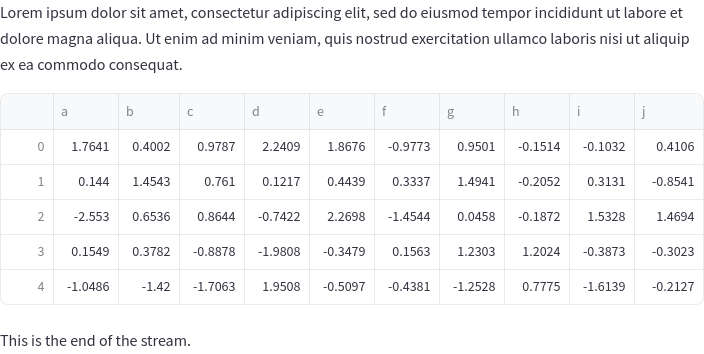 Lorem ipsum dolor sit amet, consectetur adipiscing elit, sed do eiusmod tempor incididunt ut labore et
dolore magna aliqua. Ut enim ad minim veniam, quis nostrud exercitation ullamco laboris nisi ut aliquip
ex ea commodo consequat.
a b c d e f g h i j
0 1.7641 0.4002 0.9787 2.2409 1.8676 -0.9773 0.9501 -0.1514 -0.1032 0.4106
1 0.144 1.4543 0.761 0.1217 0.4439 0.3337 1.4941 -0.2052 0.3131 -0.8541
2 -2.553 0.6536 0.8644 -0.7422 2.2698 -1.4544 0.0458 -0.1872 1.5328 1.4694
3 0.1549 0.3782 -0.8878 -1.9808 -0.3479 0.1563 1.2303 1.2024 -0.3873 -0.3023
4 -1.0486 -1.42 -1.7063 1.9508 -0.5097 -0.4381 -1.2528 0.7775 -1.6139 -0.2127
This is the end of the stream.